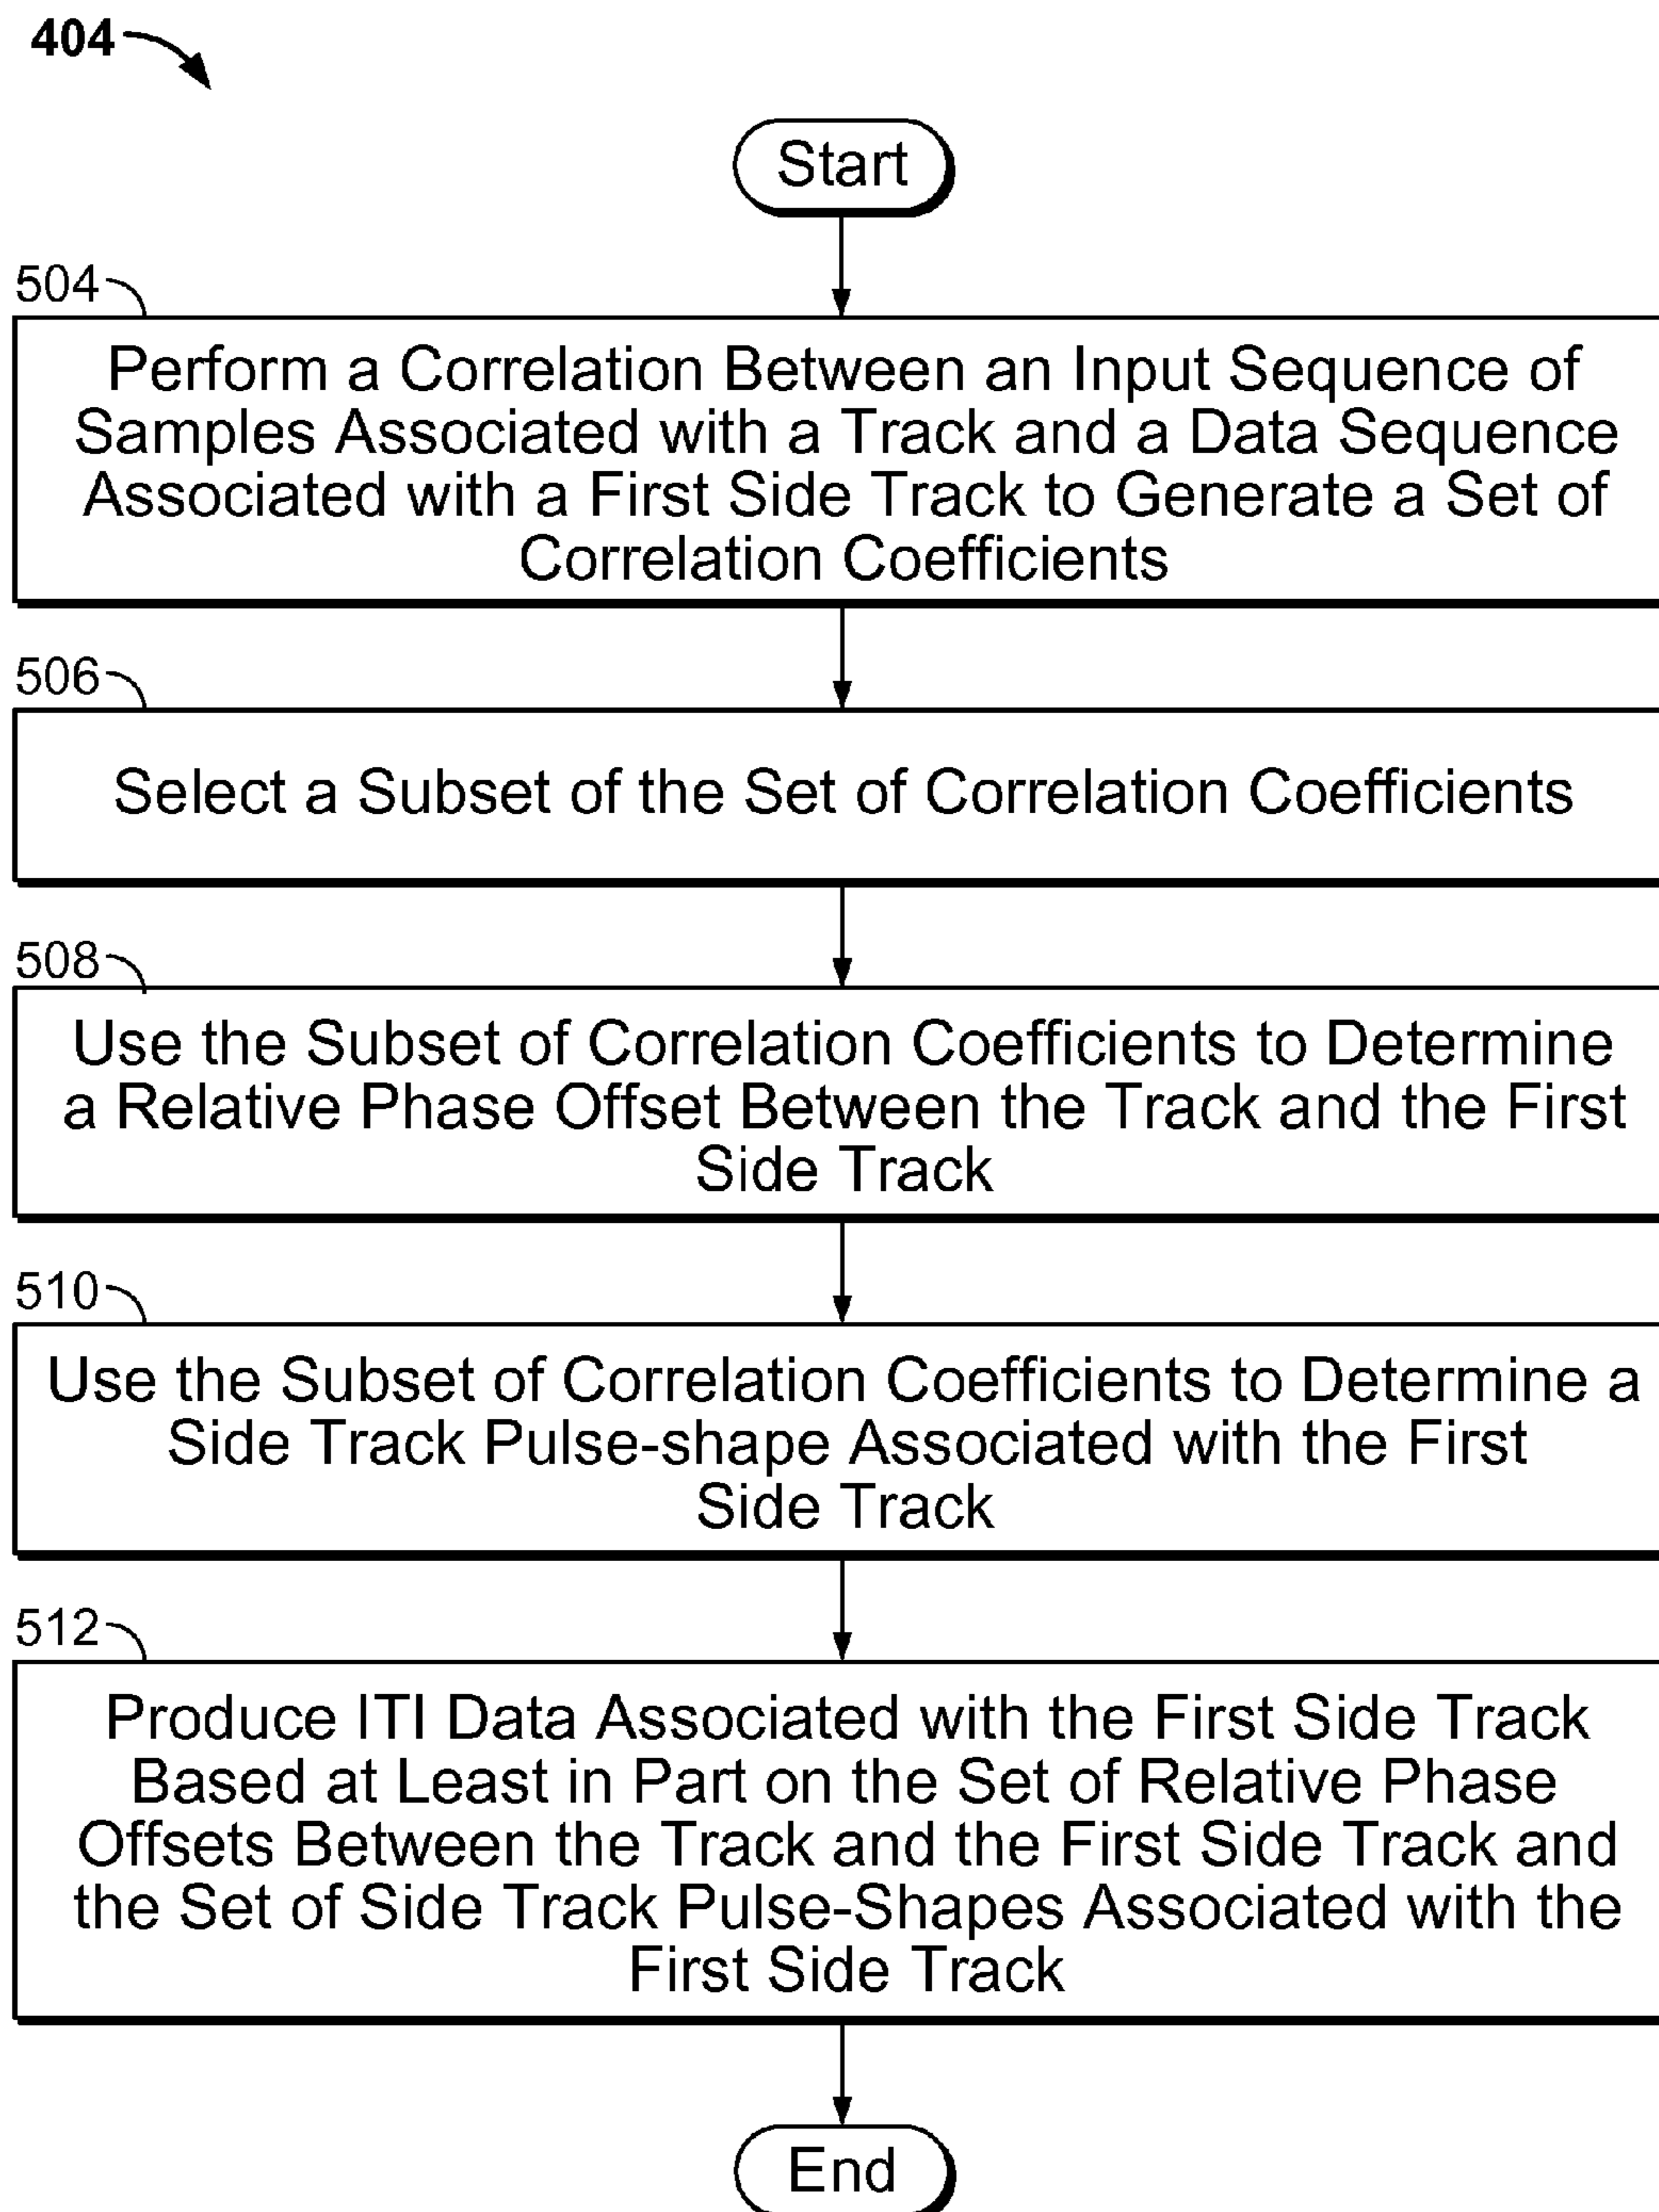 404
Start
504
Perform a Correlation Between an Input Sequence of
Samples Associated with a Track and a Data Sequence
Associated with a First Side Track to Generate a Set of
Correlation Coefficients
506
Select a Subset of the Set of Correlation Coefficients
508
Use the Subset of Correlation Coefficients to Determine
a Relative Phase Offset Between the Track and the First
Side Track
510
Use the Subset of Correlation Coefficients to Determine a
Side Track Pulse-shape Associated with the First
Side Track
512
Produce ITI Data Associated with the First Side Track
Based at Least in Part on the Set of Relative Phase
Offsets Between the Track and the First Side Track and
the Set of Side Track Pulse-Shapes Associated with the
First Side Track
End